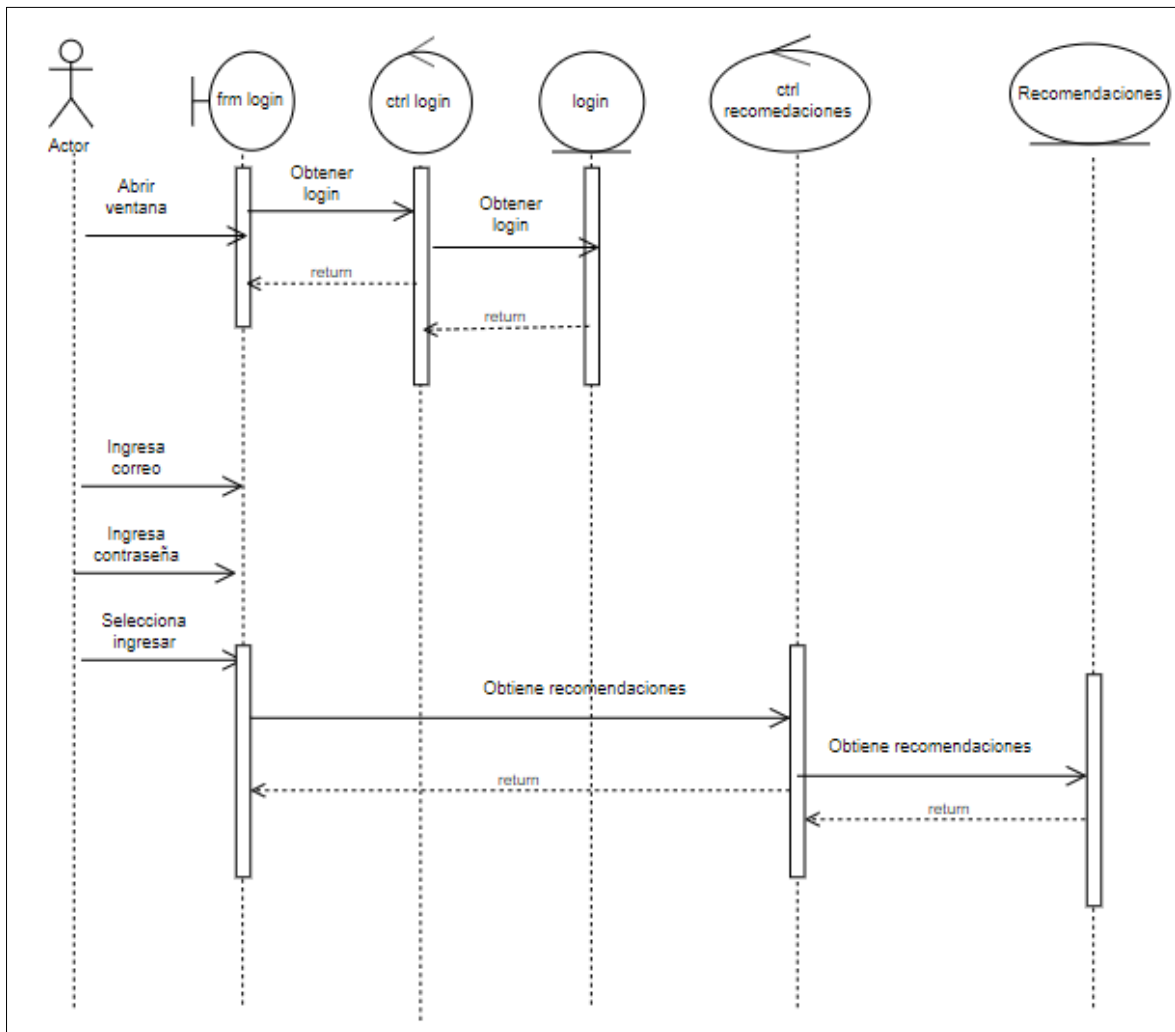 frm login
ctrl login
login
ctrl
recomedaciones
Recomendaciones
Actor
Abrir
ventana
Obtener
login
Obtener
login
return
return
Ingresa
correo
Ingresa
contraseña
Selecciona
ingresar
Obtiene recomendaciones
Obtiene recomendaciones
return
return